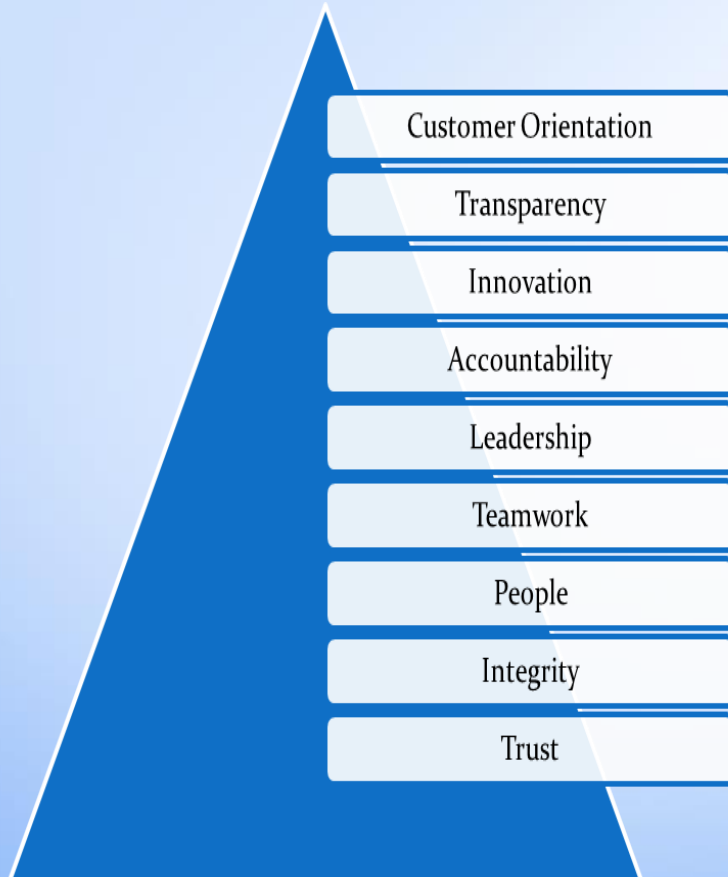 Customer Orientation
Transparency
Innovation
Accountability
Leadership
Teamwork
People
Integrity
Trust